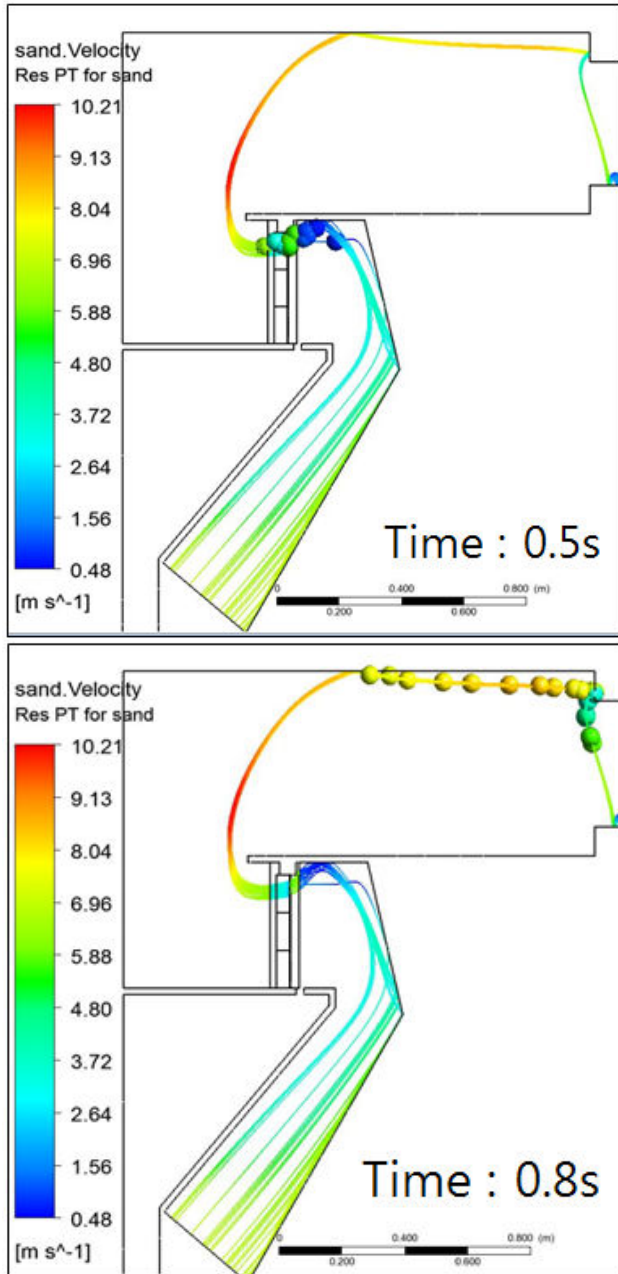 sand.Velocity
Res PT for sand
10.21
9.13
8.04
6.96
5.88
4.80
3.72
2.64
1.56
0.48
[m s^-1]
Time : 0.5s
0 0.400 0.800 (m)
0.200 0.600
sand.Velocity
Res PT for sand
10.21
9.13
8.04
6.96
5.88
4.80
3.72
2.64
1.56
0.48
[m s^-1]
Time : 0.8s
0 0.400 0.800 (m)
0.200 0.600